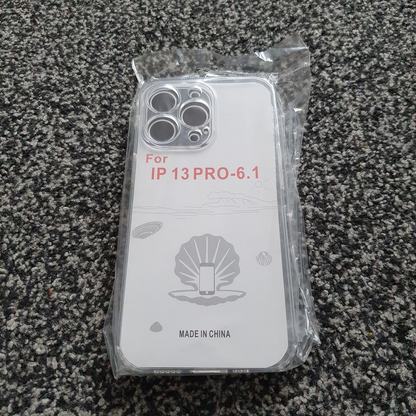 For
IP 13 PRO-6.1
MADE IN CHINA